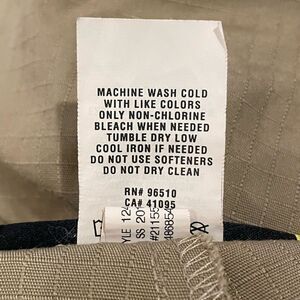 MACHINE WASH COLD
WITH LIKE COLORS
ONLY NON-CHLORINE
BLEACH WHEN NEEDED
TUMBLE DRY LOW
COOL IRON IF NEEDED
DO NOT USE SOFTENERS
DO NOT DRY CLEAN
RN# 96510
CA# 41095